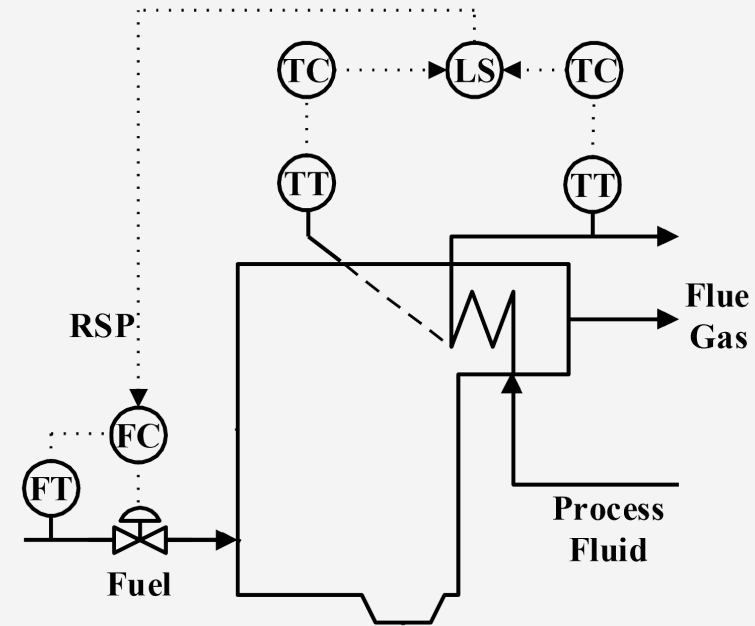 TC
LS
TC
TT
TT
Flue
Gas
RSP
FC
FT
Process
Fluid
Fuel